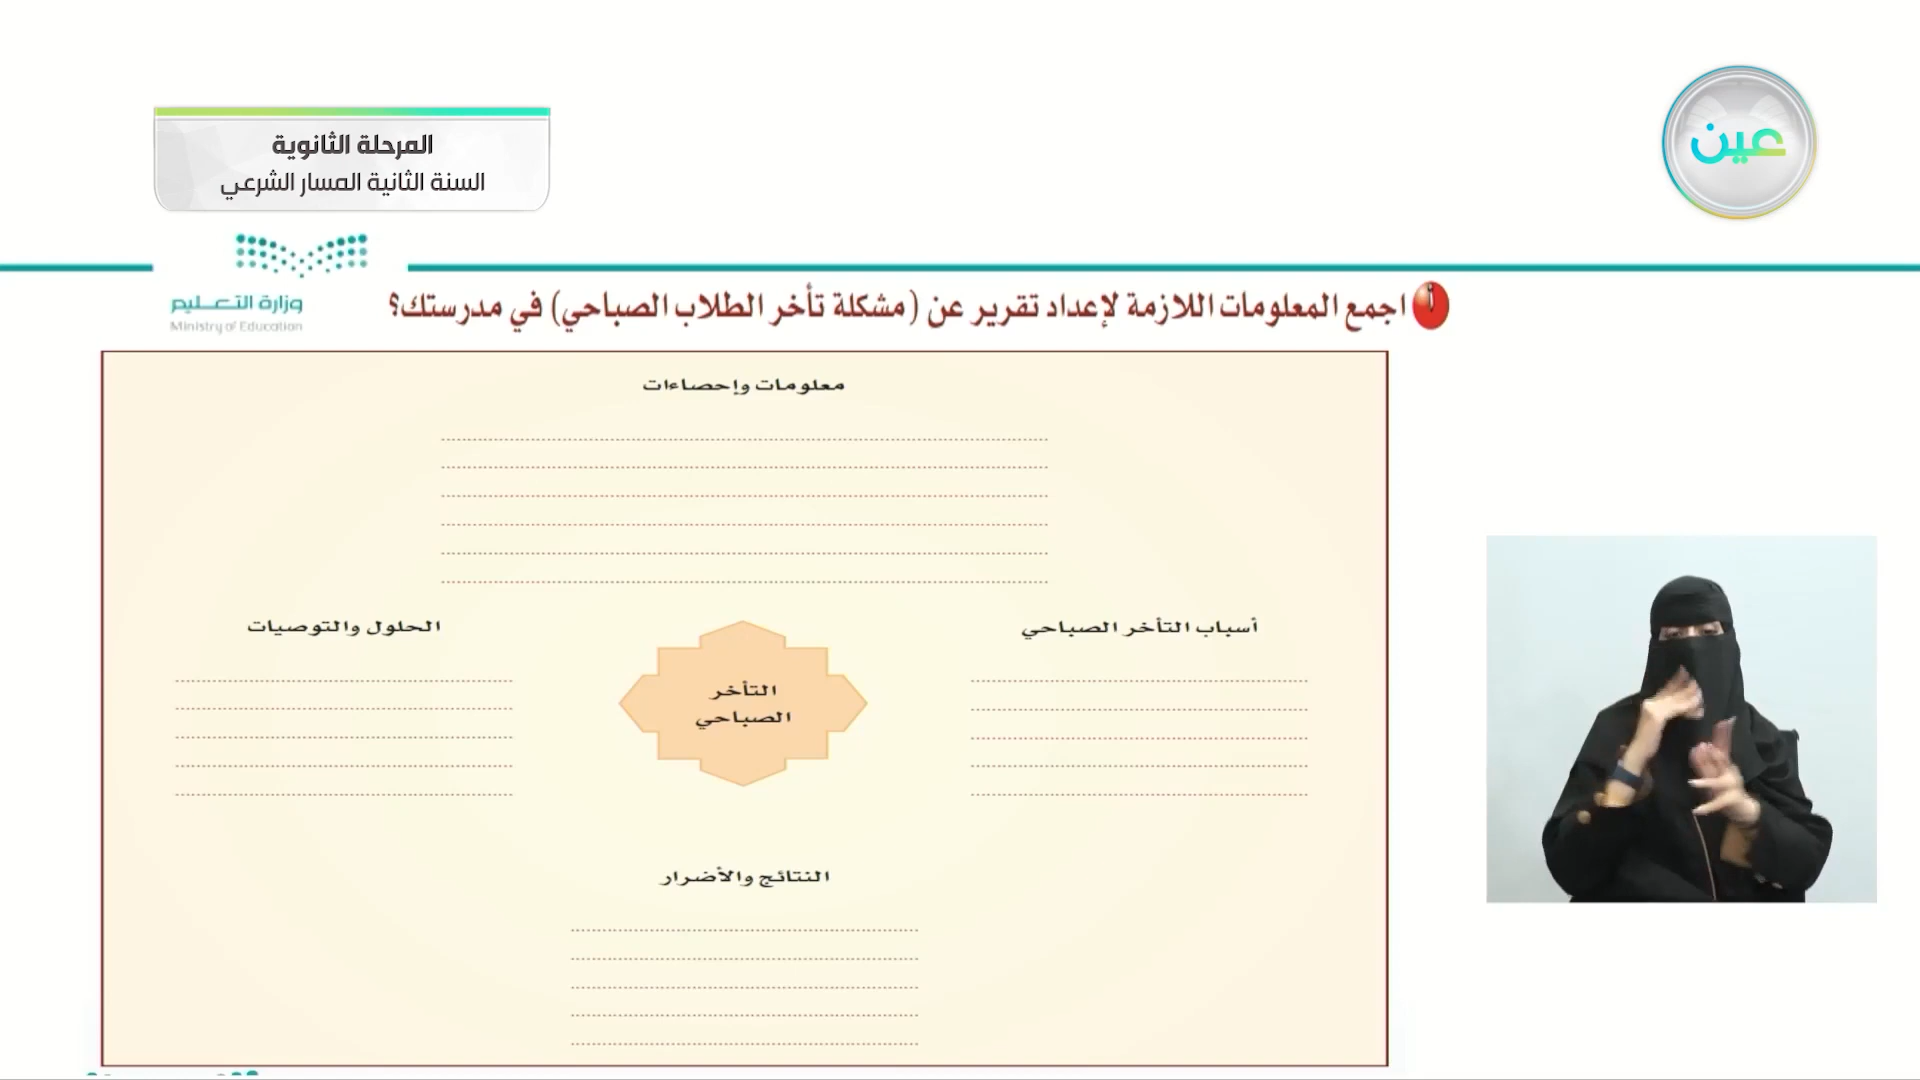 المرحلة الثانوية
السنة الثانية المسار الشرعي
عين
وزارة التعـــليم
Ministry of Education
أ اجمع المعلومات اللازمة لإعداد تقرير عن (مشكلة تأخر الطلاب الصباحي) في مدرستك؟
معلومات وإحصاءات
أسباب التأخر الصباحي
الحلول والتوصيات
التأخر
الصباحي
النتائج والأضرار